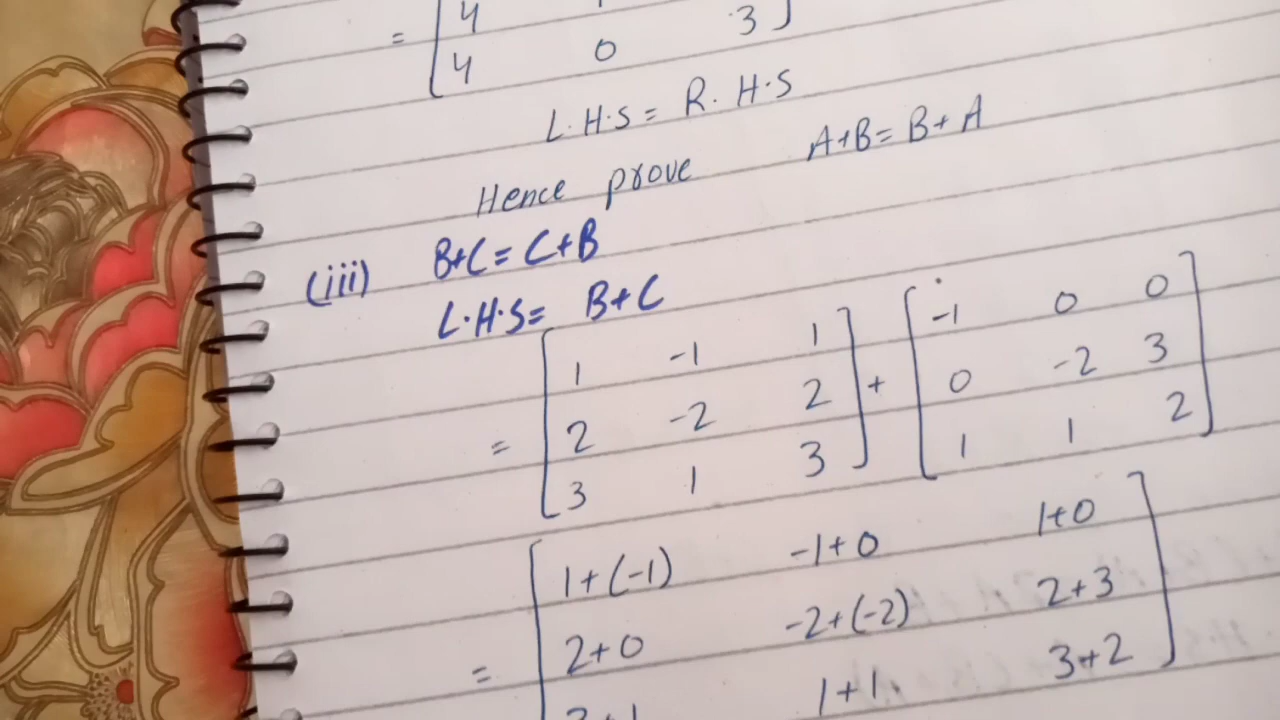 4
= 4 0 3
L.H.S = R.H.S
Hence prove A+B = B+A
(iii) B+C = C+B
L.H.S = B+C
= [1 -1 1
2 -2 2
3 1 3] + [-1 0 0
0 -2 3
1 1 2]
= [1+(-1) -1+0 1+0
2+0 -2+(-2) 2+3
3+1 1+1 3+2]